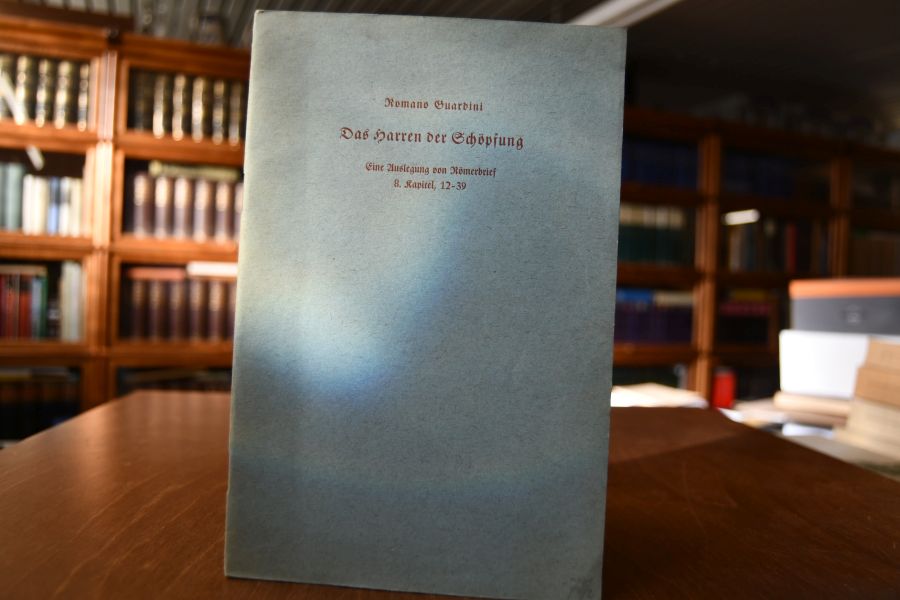 Romano Guardini
Das Harren der Schöpfung
Eine Auslegung von Römerbrief
8. Kapitel, 12-39